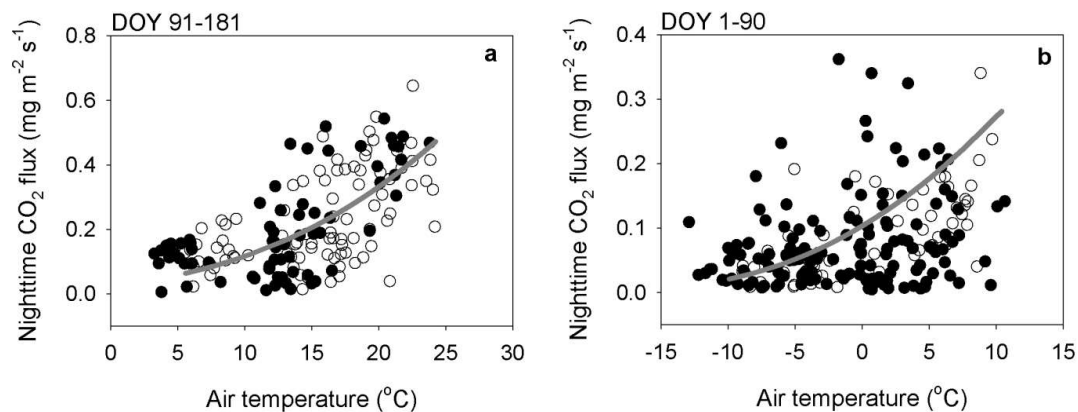 DOY 91-181
a
Nighttime CO2 flux (mg m-2 s-1)
0.8
0.6
0.4
0.2
0.0
0 5 10 15 20 25 30
Air temperature (oC)
DOY 1-90
b
Nighttime CO2 flux (mg m-2 s-1)
0.4
0.3
0.2
0.1
0.0
-15 -10 -5 0 5 10 15
Air temperature (oC)